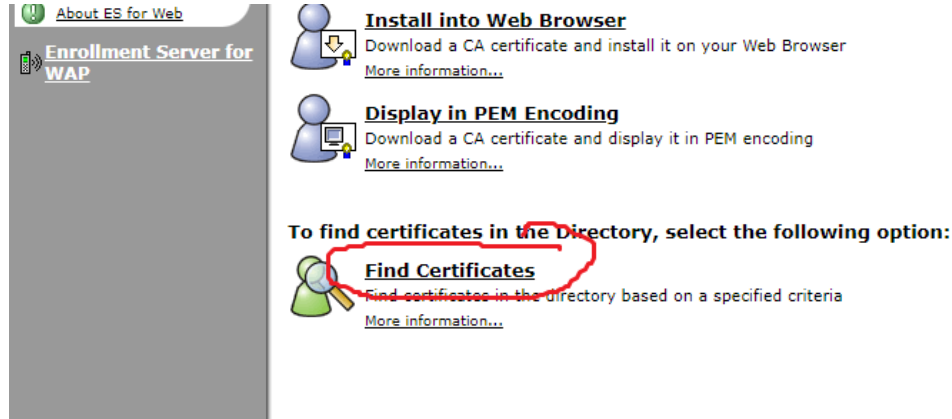 About ES for Web
Enrollment Server for
WAP
Install into Web Browser
Download a CA certificate and install it on your Web Browser
More information...
Display in PEM Encoding
Download a CA certificate and display it in PEM encoding
More information...
To find certificates in the Directory, select the following option:
Find Certificates
Find certificates in the directory based on a specified criteria
More information...